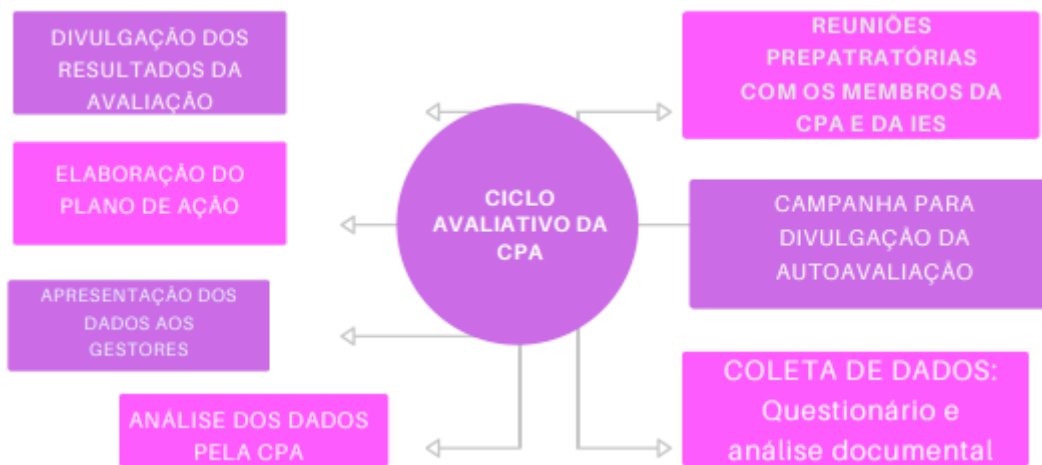 DIVULGAÇÃO DOS
RESULTADOS DA
AVALIAÇÃO
ELABORAÇÃO DO
PLANO DE AÇÃO
APRESENTAÇÃO DOS
DADOS AOS
GESTORES
ANÁLISE DOS DADOS
PELA CPA
CICLO
AVALIATIVO DA
CPA
REUNIÕES
PREPATRATÓRIAS
COM OS MEMBROS DA
CPA E DA IES
CAMPANHA PARA
DIVULGAÇÃO DA
AUTOAVALIAÇÃO
COLETA DE DADOS:
Questionário e
análise documental